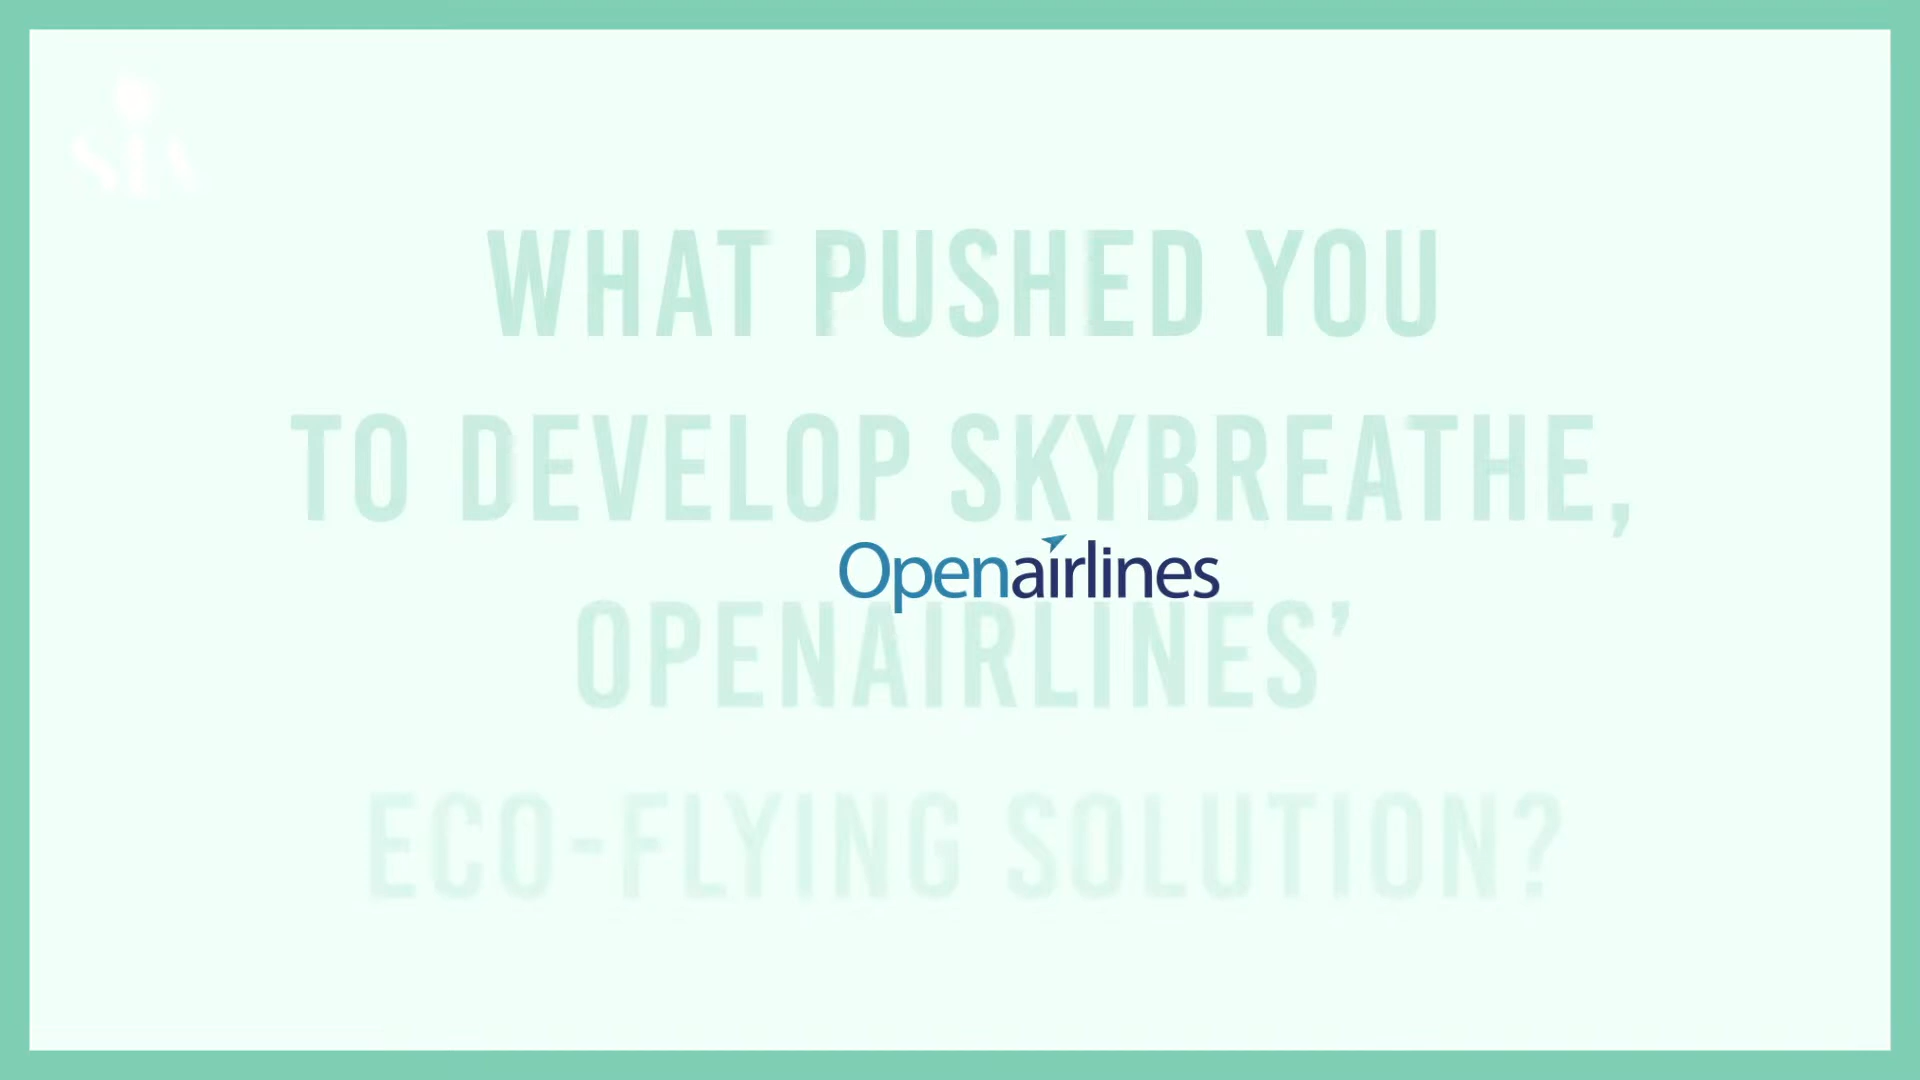 WHAT PUSHED YOU
TO DEVELOP SKYBREATHE,
Openairlines
OPENAIRLINES’
ECO-FLYING SOLUTION?